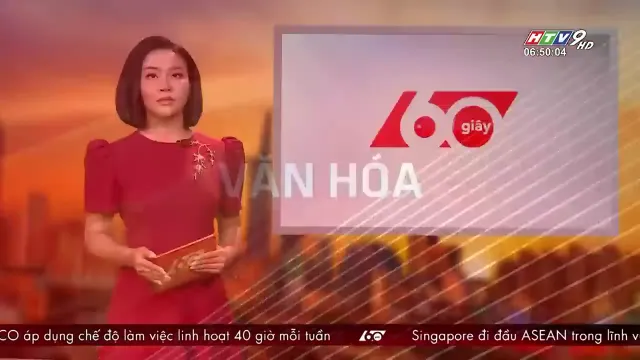 HTV9 HD
06:50:04
60 giây
VĂN HÓA
CO áp dụng chế độ làm việc linh hoạt 40 giờ mỗi tuần 60 Singapore đi đầu ASEAN trong lĩnh v